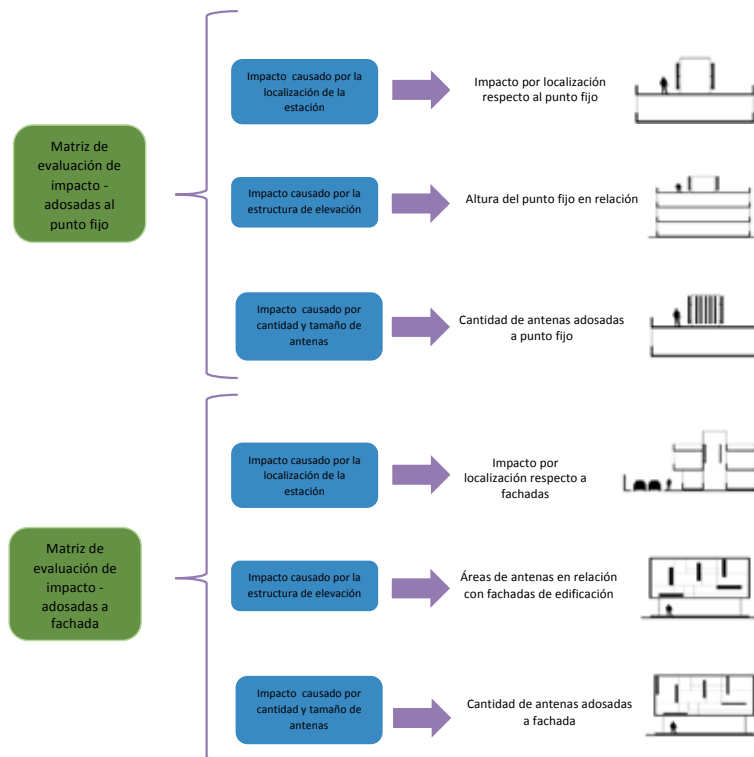 Matriz de
evaluación de
impacto -
adosadas al
punto fijo
Impacto causado por la
localización de la
estación
Impacto por localización
respecto al punto fijo
Impacto causado por la
estructura de elevación
Altura del punto fijo en relación
Impacto causado por
cantidad y tamaño de
antenas
Cantidad de antenas adosadas
a punto fijo
Matriz de
evaluación de
impacto -
adosadas a
fachada
Impacto causado por la
localización de la
estación
Impacto por
localización respecto a
fachadas
Impacto causado por la
estructura de elevación
Áreas de antenas en relación
con fachadas de edificación
Impacto causado por
cantidad y tamaño de
antenas
Cantidad de antenas adosadas
a fachada